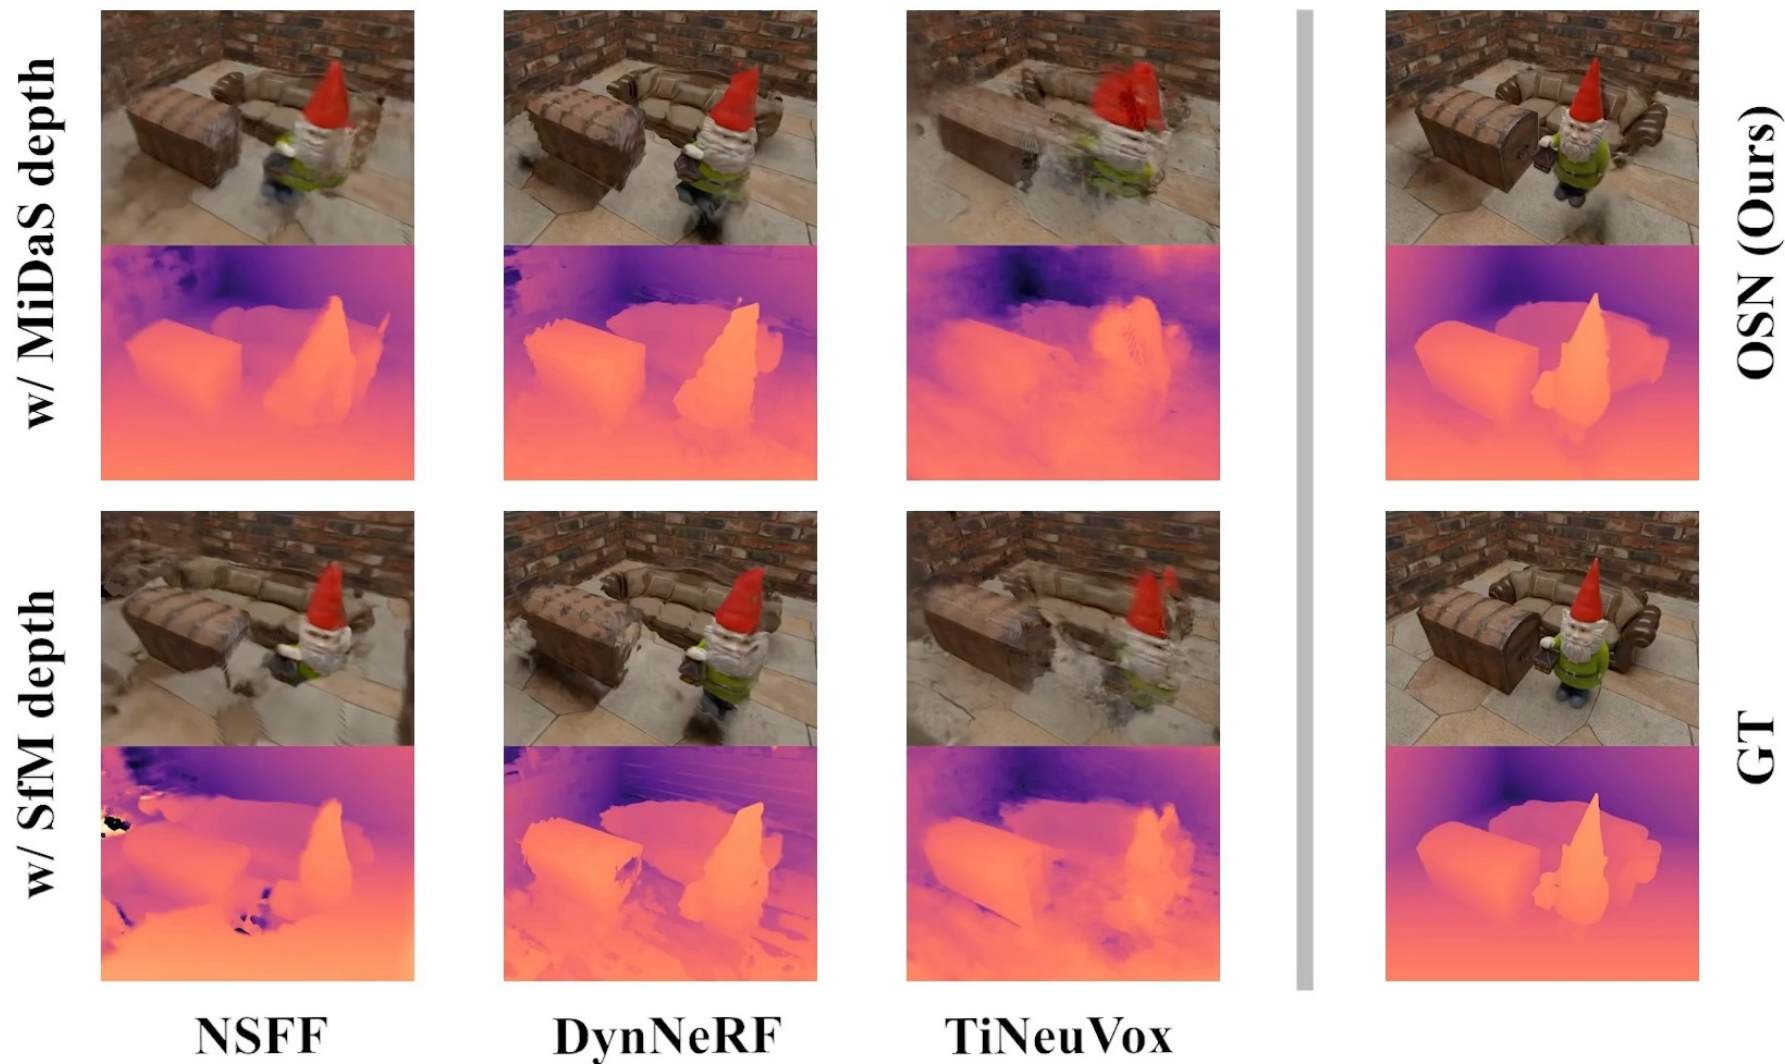 w/ MiDaS depth
OSN (Ours)
w/ SfM depth
GT
NSFF
DynNeRF
TiNeuVox